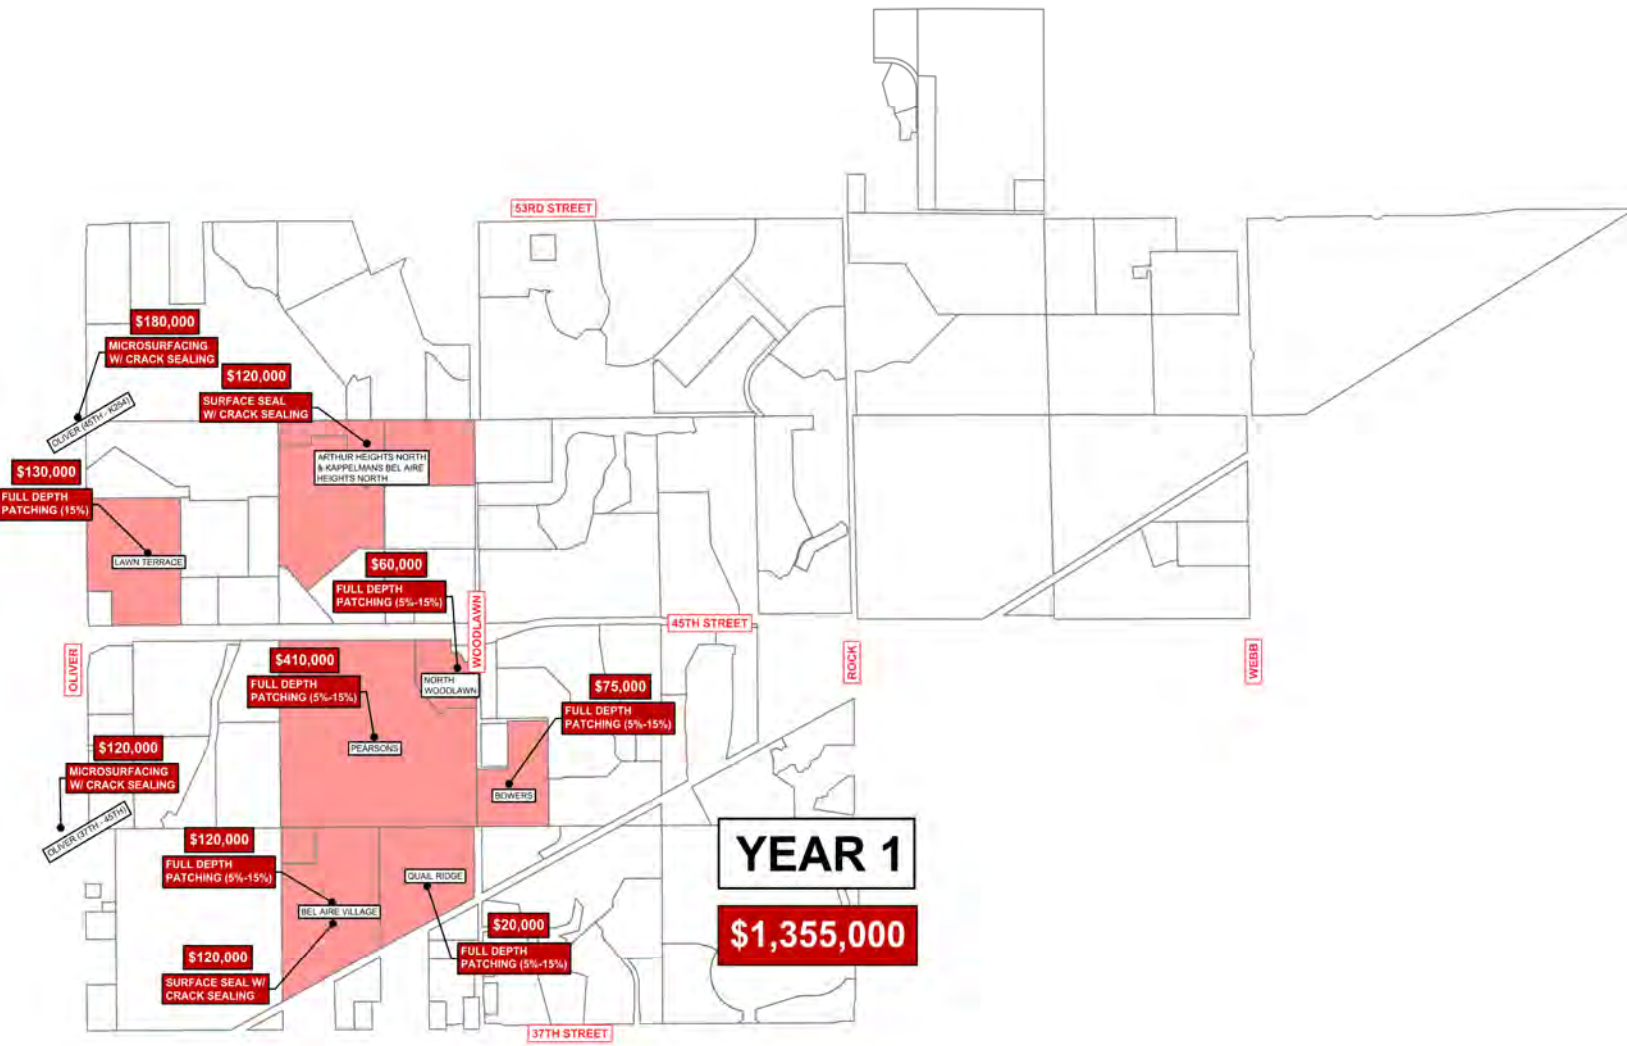 53RD STREET
$180,000
MICROSURFACING
W/ CRACK SEALING
OLIVER (45TH - K254)
$120,000
SURFACE SEAL
W/ CRACK SEALING
ARTHUR HEIGHTS NORTH
& KAPPELMANS BEL AIRE
HEIGHTS NORTH
$130,000
FULL DEPTH
PATCHING (15%)
LAWN TERRACE
$60,000
FULL DEPTH
PATCHING (5%-15%)
WOODLAWN
45TH STREET
OLIVER
ROCK
WEBB
$410,000
FULL DEPTH
PATCHING (5%-15%)
NORTH
WOODLAWN
$75,000
FULL DEPTH
PATCHING (5%-15%)
PEARSONS
BOWERS
$120,000
MICROSURFACING
W/ CRACK SEALING
OLIVER (37TH - 45TH)
$120,000
FULL DEPTH
PATCHING (5%-15%)
QUAIL RIDGE
BEL AIRE VILLAGE
$20,000
FULL DEPTH
PATCHING (5%-15%)
$120,000
SURFACE SEAL W/
CRACK SEALING
YEAR 1
$1,355,000
37TH STREET